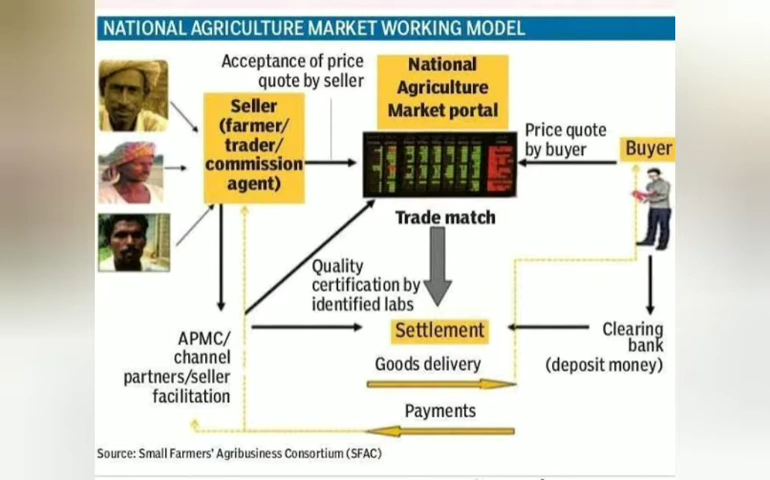 NATIONAL AGRICULTURE MARKET WORKING MODEL
Acceptance of price
quote by seller
National
Agriculture
Market portal
Seller
(farmer/
trader/
commission
agent)
Price quote
by buyer
Buyer
Trade match
Quality
certification by
identified labs
APMC/
channel
partners/seller
facilitation
Settlement
Clearing
bank
(deposit money)
Goods delivery
Payments
Source: Small Farmers' Agribusiness Consortium (SFAC)